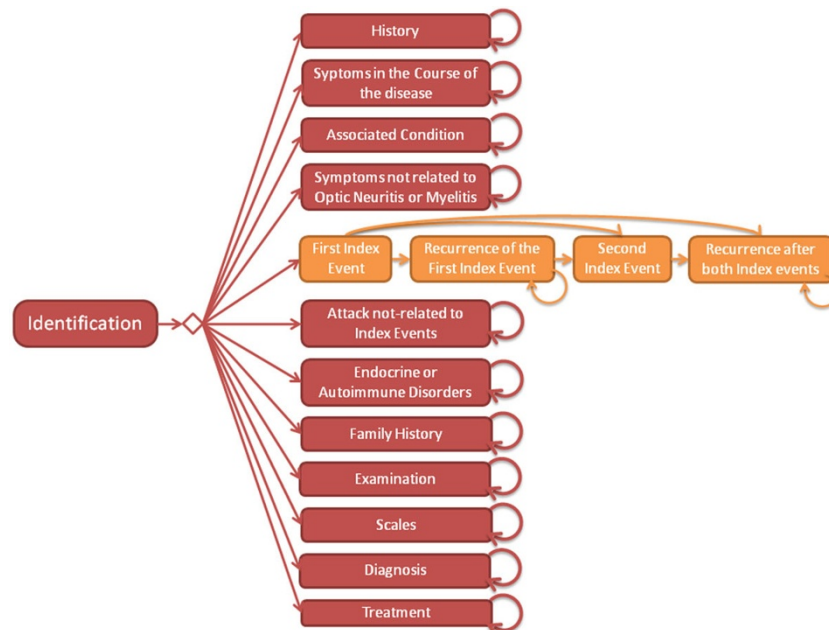 History
Syptoms in the Course of
the disease
Associated Condition
Symptoms not related to
Optic Neuritis or Myelitis
First Index
Event
Recurrence of the
First Index Event
Second
Index Event
Recurrence after
both Index events
Identification
Attack not-related to
Index Events
Endocrine or
Autoimmune Disorders
Family History
Examination
Scales
Diagnosis
Treatment